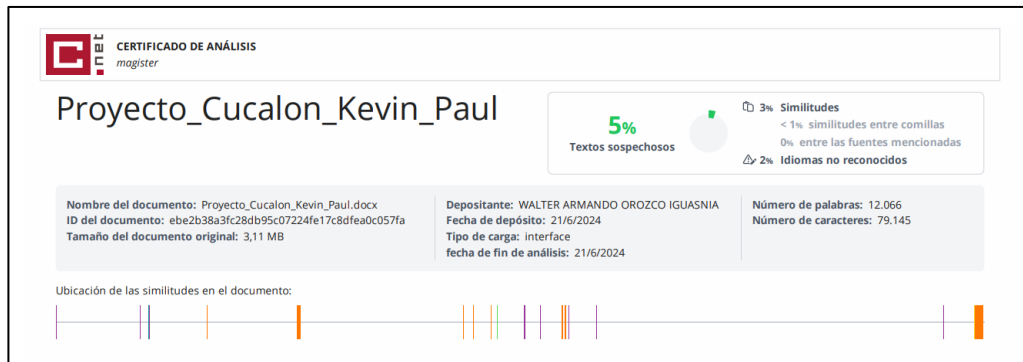 C
.net
CERTIFICADO DE ANÁLISIS
magister
Proyecto_Cucalon_Kevin_Paul
5%
Textos sospechosos
3% Similitudes
< 1% similitudes entre comillas
0% entre las fuentes mencionadas
2% Idiomas no reconocidos
Nombre del documento: Proyecto_Cucalon_Kevin_Paul.docx
ID del documento: ebe2b38a3fc28db95c07224fe17c8dfea0c057fa
Tamaño del documento original: 3,11 MB
Depositante: WALTER ARMANDO OROZCO IGUASNIA
Fecha de depósito: 21/6/2024
Tipo de carga: interface
fecha de fin de análisis: 21/6/2024
Número de palabras: 12.066
Número de caracteres: 79.145
Ubicación de las similitudes en el documento: